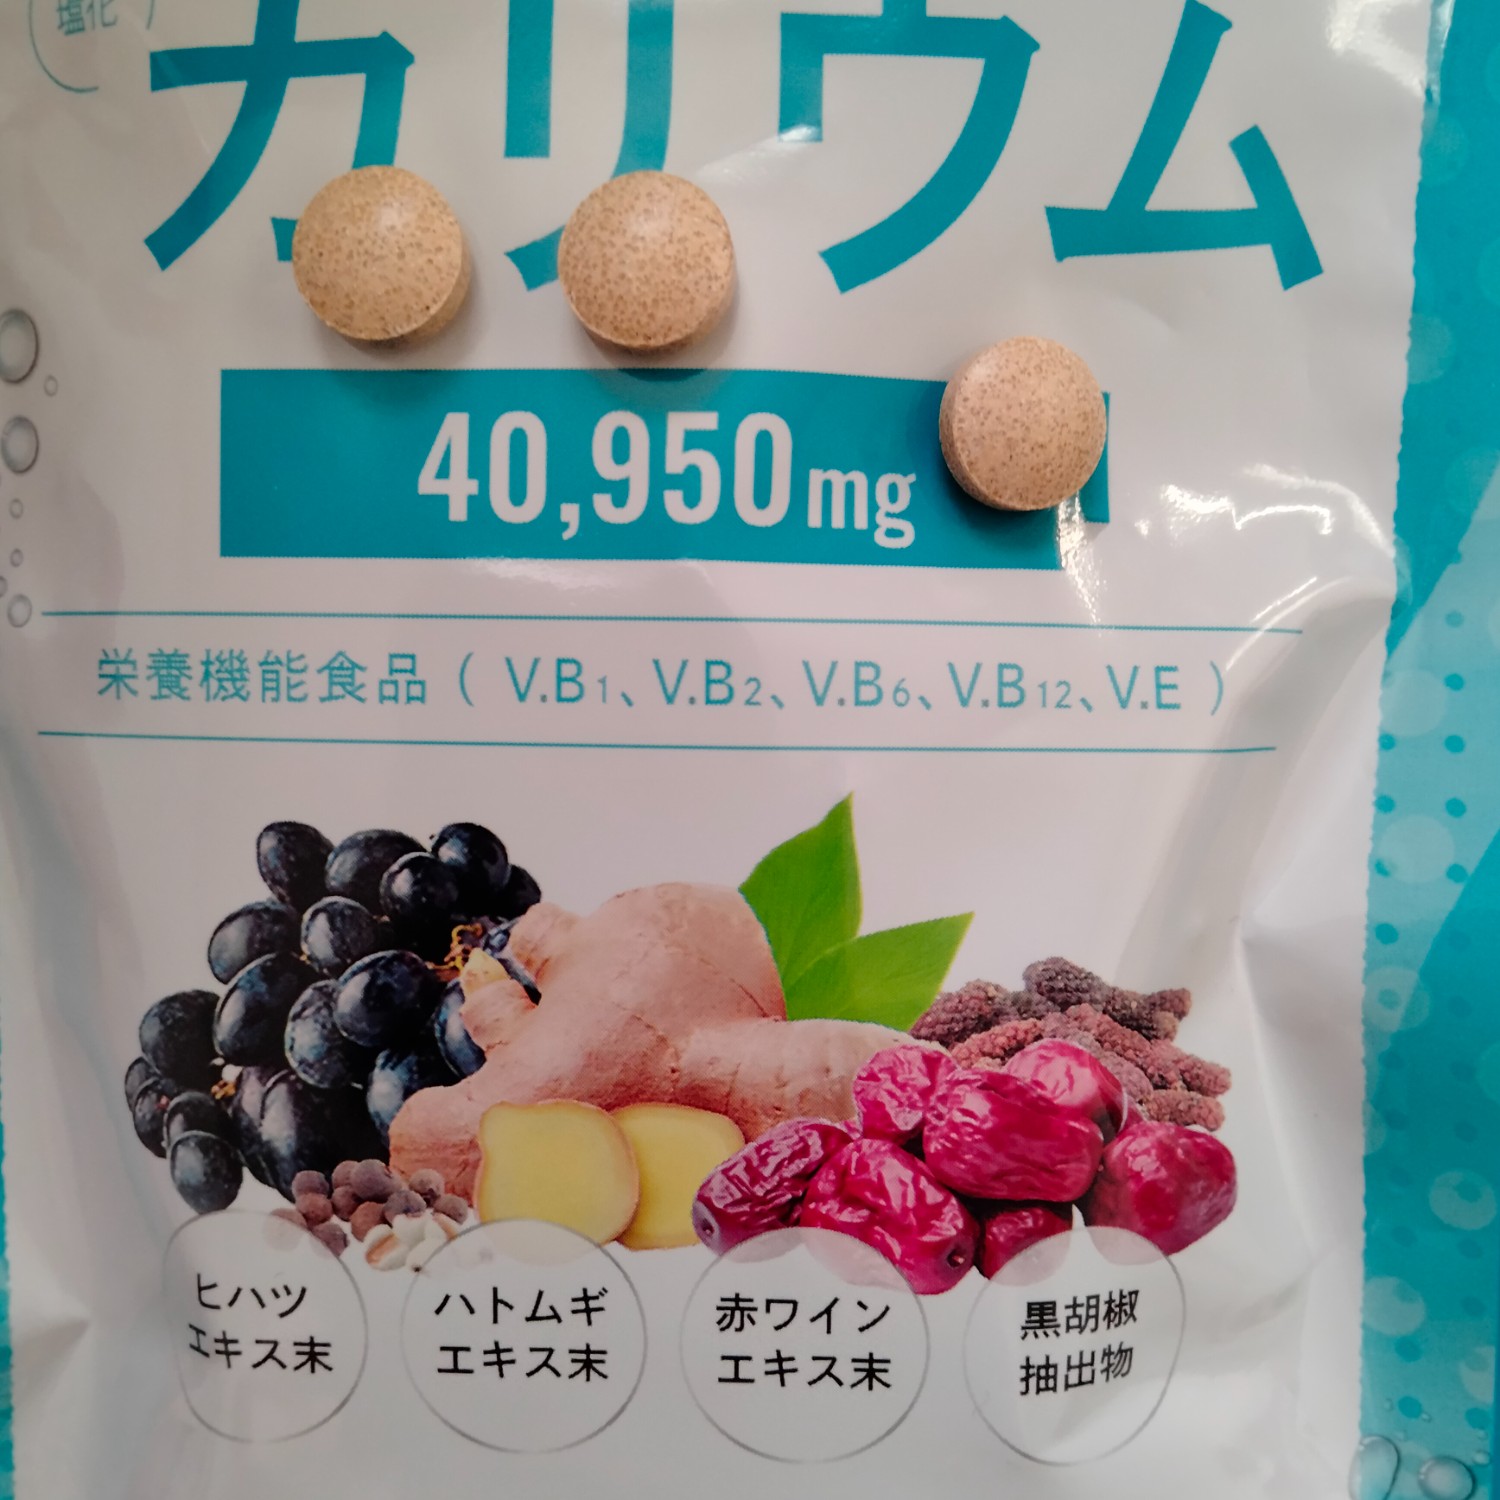 塩化
カリウム
40,950mg
栄養機能食品（V.B1、V.B2、V.B6、V.B12、V.E）
ヒハツ
エキス末
ハトムギ
エキス末
赤ワイン
エキス末
黒胡椒
抽出物